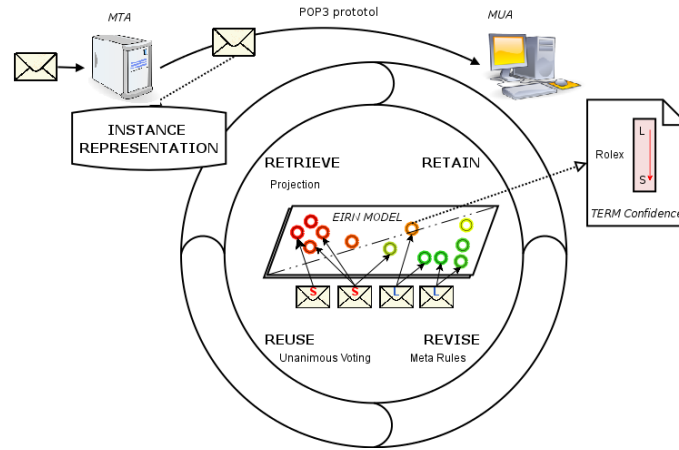 MTA
POP3 prototol
MUA
INSTANCE
REPRESENTATION
RETRIEVE
RETAIN
Projection
Rolex
L
S
TERM Confidence
EIRN MODEL
S
S
L
L
REUSE
REVISE
Unanimous Voting
Meta Rules